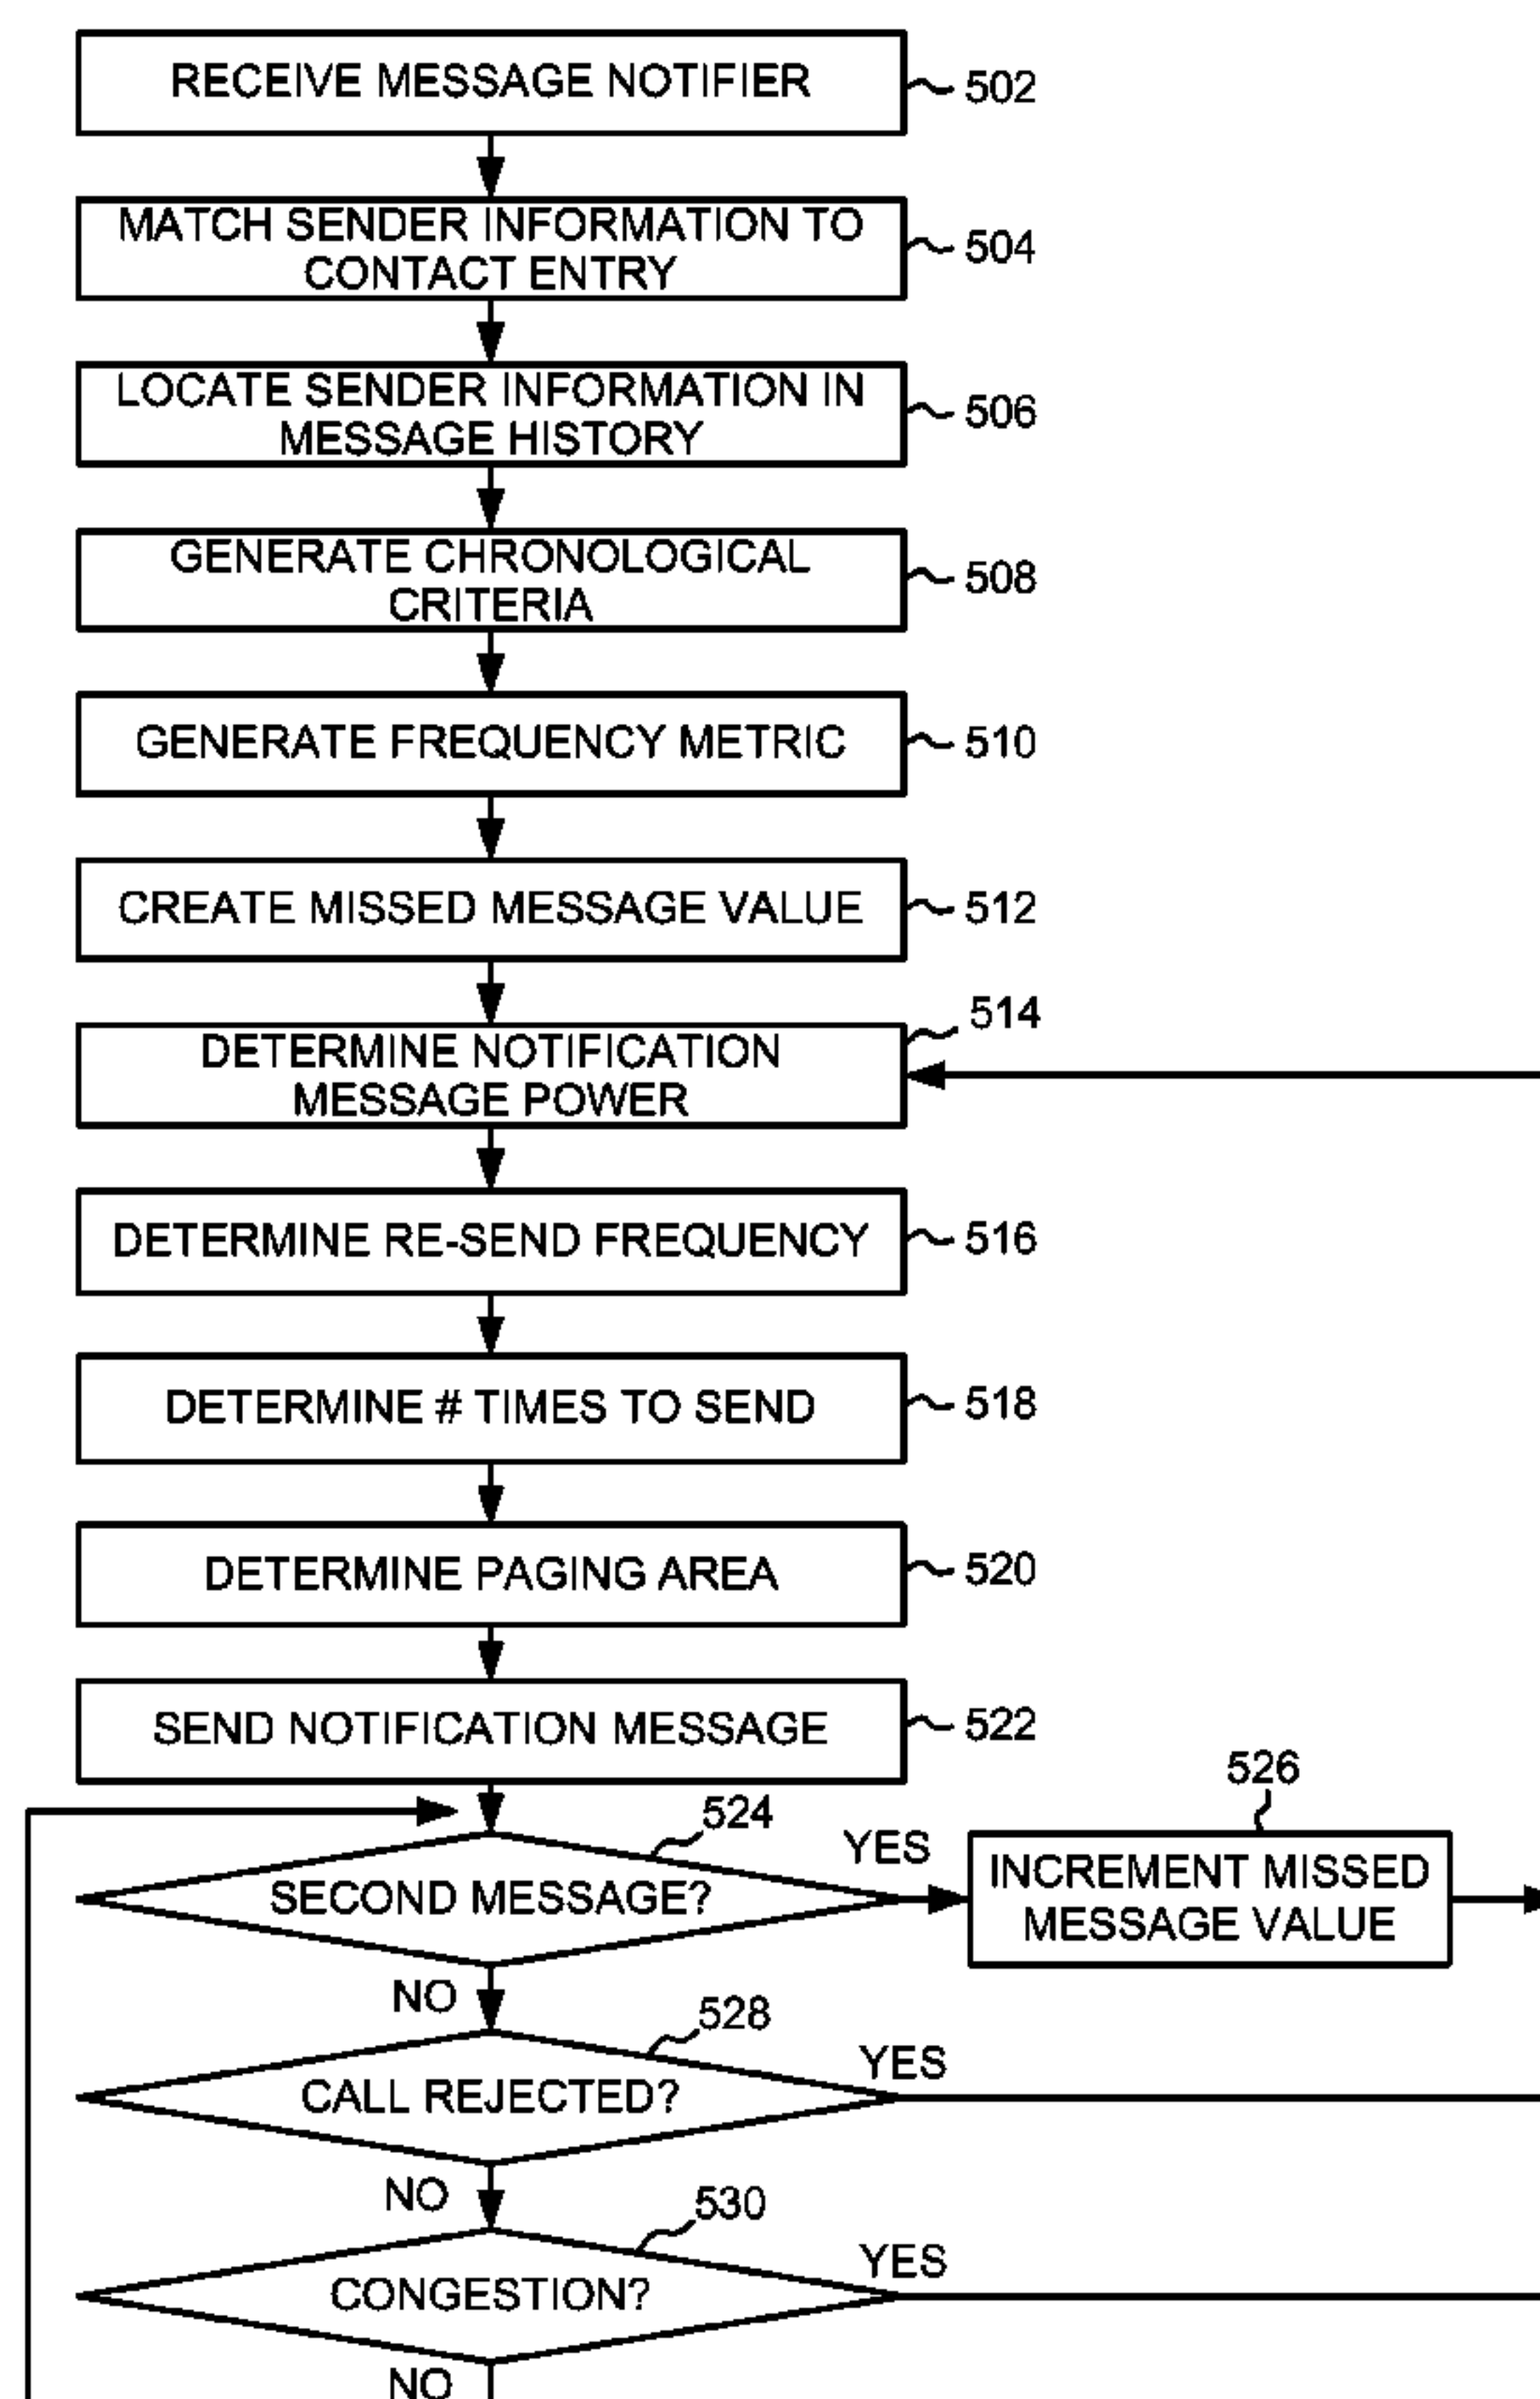 RECEIVE MESSAGE NOTIFIER
502
MATCH SENDER INFORMATION TO
CONTACT ENTRY
504
LOCATE SENDER INFORMATION IN
MESSAGE HISTORY
506
GENERATE CHRONOLOGICAL
CRITERIA
508
GENERATE FREQUENCY METRIC
510
CREATE MISSED MESSAGE VALUE
512
514
DETERMINE NOTIFICATION
MESSAGE POWER
DETERMINE RE-SEND FREQUENCY
516
DETERMINE # TIMES TO SEND
518
DETERMINE PAGING AREA
520
SEND NOTIFICATION MESSAGE
522
524
SECOND MESSAGE?
YES
526
INCREMENT MISSED
MESSAGE VALUE
NO
528
CALL REJECTED?
YES
NO
530
CONGESTION?
YES
NO